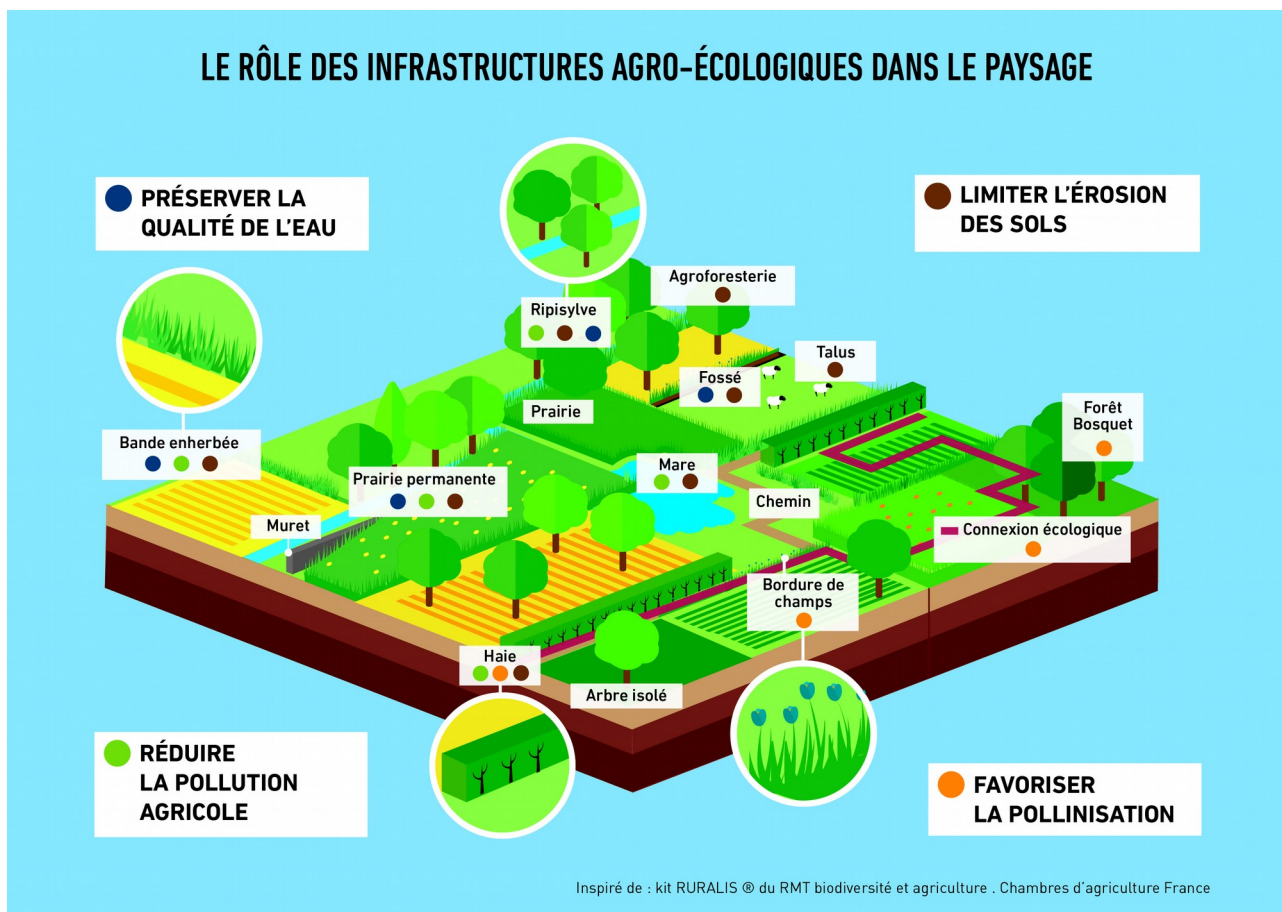 LE RÔLE DES INFRASTRUCTURES AGRO-ÉCOLOGIQUES DANS LE PAYSAGE
PRÉSERVER LA
QUALITÉ DE L'EAU
LIMITER L'ÉROSION
DES SOLS
Agroforesterie
Ripisylve
Talus
Fossé
Forêt
Bosquet
Prairie
Bande enherbée
Mare
Prairie permanente
Chemin
Muret
Connexion écologique
Bordure de
champs
Haie
Arbre isolé
RÉDUIRE
LA POLLUTION
AGRICOLE
FAVORISER
LA POLLINISATION
Inspiré de : kit RURALIS ® du RMT biodiversité et agriculture . Chambres d'agriculture France